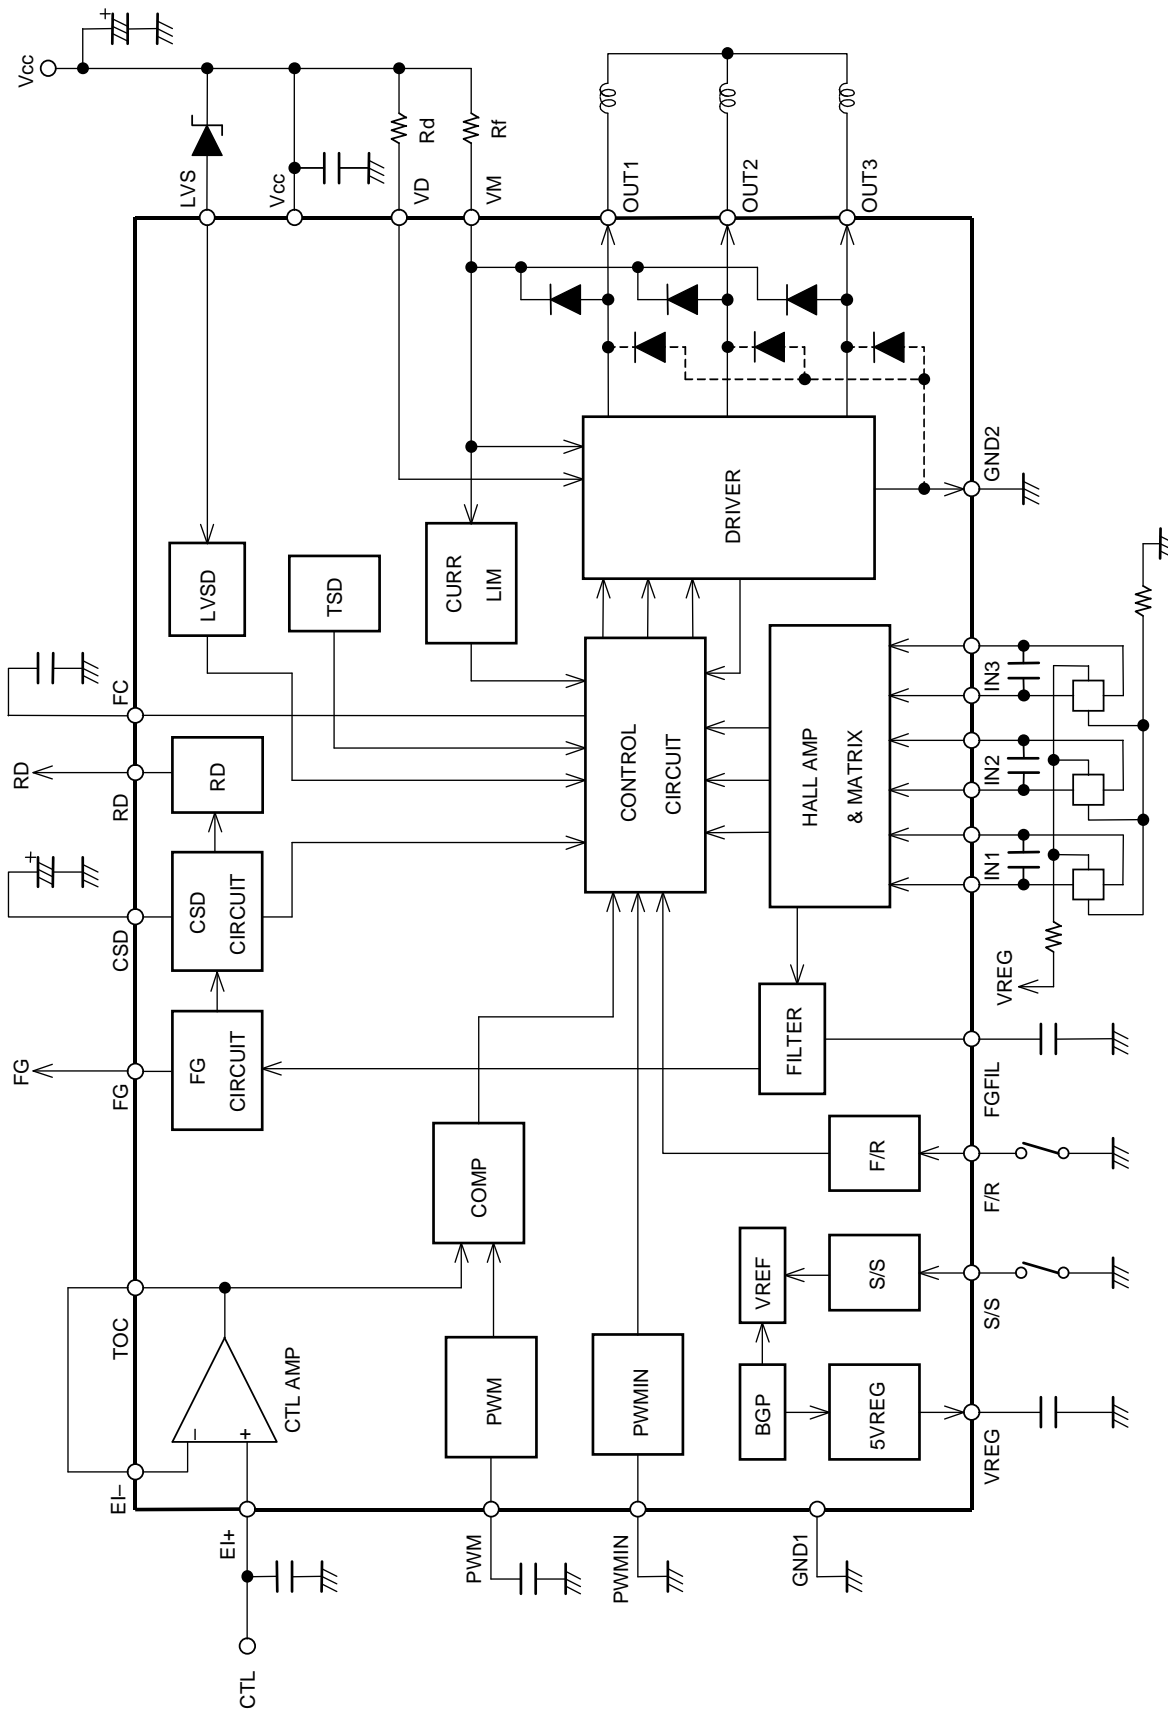 Vcc
+
LVS
Vcc
VD
Rd
VM
Rf
OUT1
OUT2
OUT3
LVSD
TSD
CURR
LIM
DRIVER
GND2
FC
RD
RD
RD
CSD
+
CSD
CIRCUIT
FG
FG
FG
CIRCUIT
CONTROL
CIRCUIT
HALL AMP
& MATRIX
IN3
IN2
IN1
VREG
FILTER
FGFIL
COMP
F/R
F/R
TOC
CTL AMP
–
+
EI–
EI+
CTL
PWM
PWM
PWMIN
PWMIN
VREF
S/S
S/S
BGP
5VREG
VREG
GND1